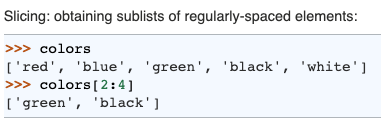 Slicing: obtaining sublists of regularly-spaced elements:
>>> colors
['red', 'blue', 'green', 'black', 'white']
>>> colors[2:4]
['green', 'black']